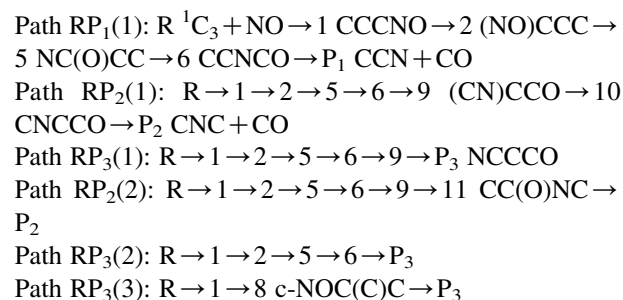 Path RP₁(1): R ¹C₃+NO→1 CCCNO→2 (NO)CCC→
5 NC(O)CC→6 CCNCO→P₁ CCN+CO
Path RP₂(1): R→1→2→5→6→9 (CN)CCO→10
CNCCO→P₂ CNC+CO
Path RP₃(1): R→1→2→5→6→9→P₃ NCCCO
Path RP₂(2): R→1→2→5→6→9→11 CC(O)NC→
P₂
Path RP₃(2): R→1→2→5→6→P₃
Path RP₃(3): R→1→8 c-NOC(C)C→P₃